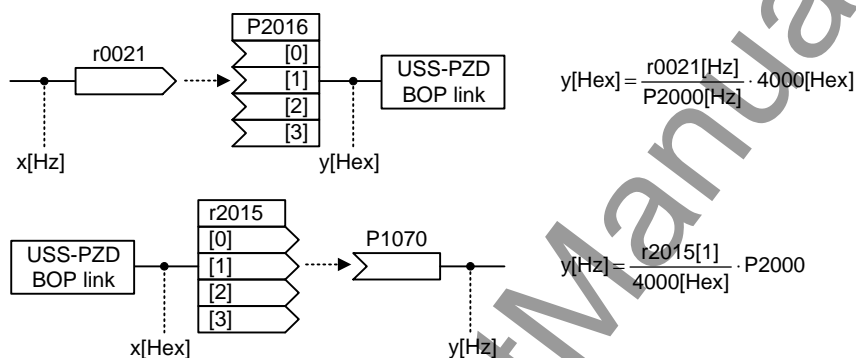 P2016
r0021
[0]
[1]
[2]
[3]
USS-PZD
BOP link
x[Hz]
y[Hex]
y[Hex] = r0021[Hz] / P2000[Hz] · 4000[Hex]
r2015
[0]
[1]
[2]
[3]
USS-PZD
BOP link
P1070
x[Hex]
y[Hz]
y[Hz] = r2015[1] / 4000[Hex] · P2000